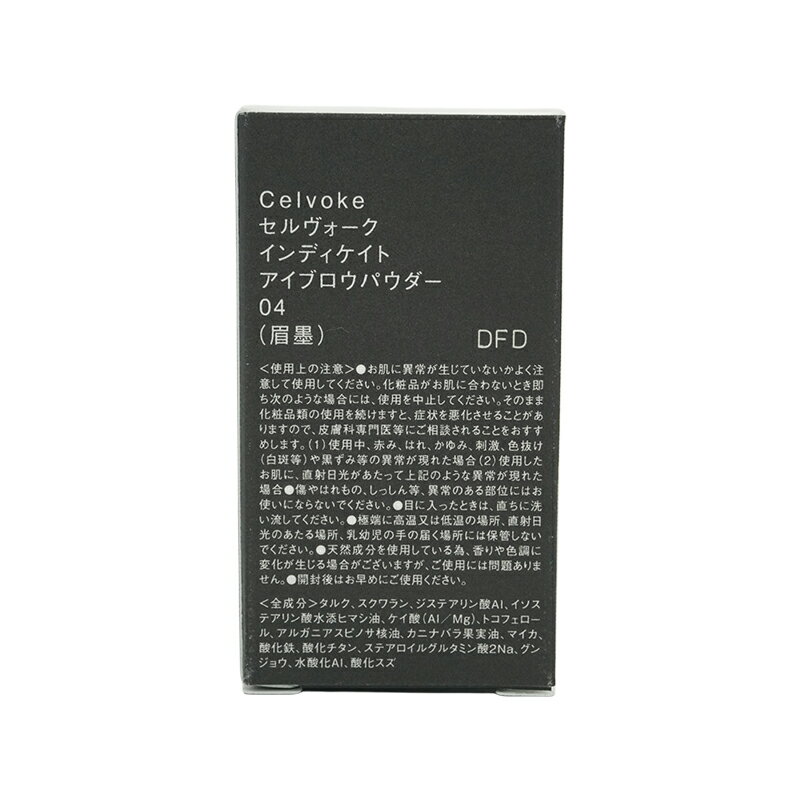 Celvoke
セルヴォーク
インディケイト
アイブロウパウダー
04
(眉墨)
DFD
＜使用上の注意＞●お肌に異常が生じていないかよく注
意して使用してください。化粧品がお肌に合わないとき即
ち次のような場合には、使用を中止してください。そのまま
化粧品類の使用を続けますと、症状を悪化させることがあ
りますので、皮膚科専門医等にご相談されることをおすす
めします。(1)使用中、赤み、はれ、かゆみ、刺激、色抜け
(白斑等)や黒ずみ等の異常が現れた場合(2)使用した
お肌に、直射日光があたって上記のような異常が現れた
場合●傷やはれもの、しっしん等、異常のある部位にはお
使いにならないでください。●目に入ったときは、直ちに洗
い流してください。●極端に高温又は低温の場所、直射日
光のあたる場所、乳幼児の手の届く場所には保管しない
でください。●天然成分を使用している為、香りや色調に
変化が生じる場合がございますが、ご使用には問題ありま
せん。●開封後はお早めにご使用ください。
＜全成分＞タルク、スクワラン、ジステアリン酸Al、イソス
テアリン酸水添ヒマシ油、ケイ酸(Al/Mg)、トコフェロー
ル、アルガニアスピノサ核油、カニナバラ果実油、マイカ、
酸化鉄、酸化チタン、ステアロイルグルタミン酸2Na、グン
ジョウ、水酸化Al、酸化スズ